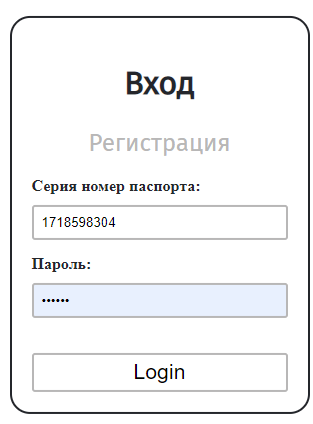 Вход
Регистрация
Серия номер паспорта:
1718598304
Пароль:
••••••
Login